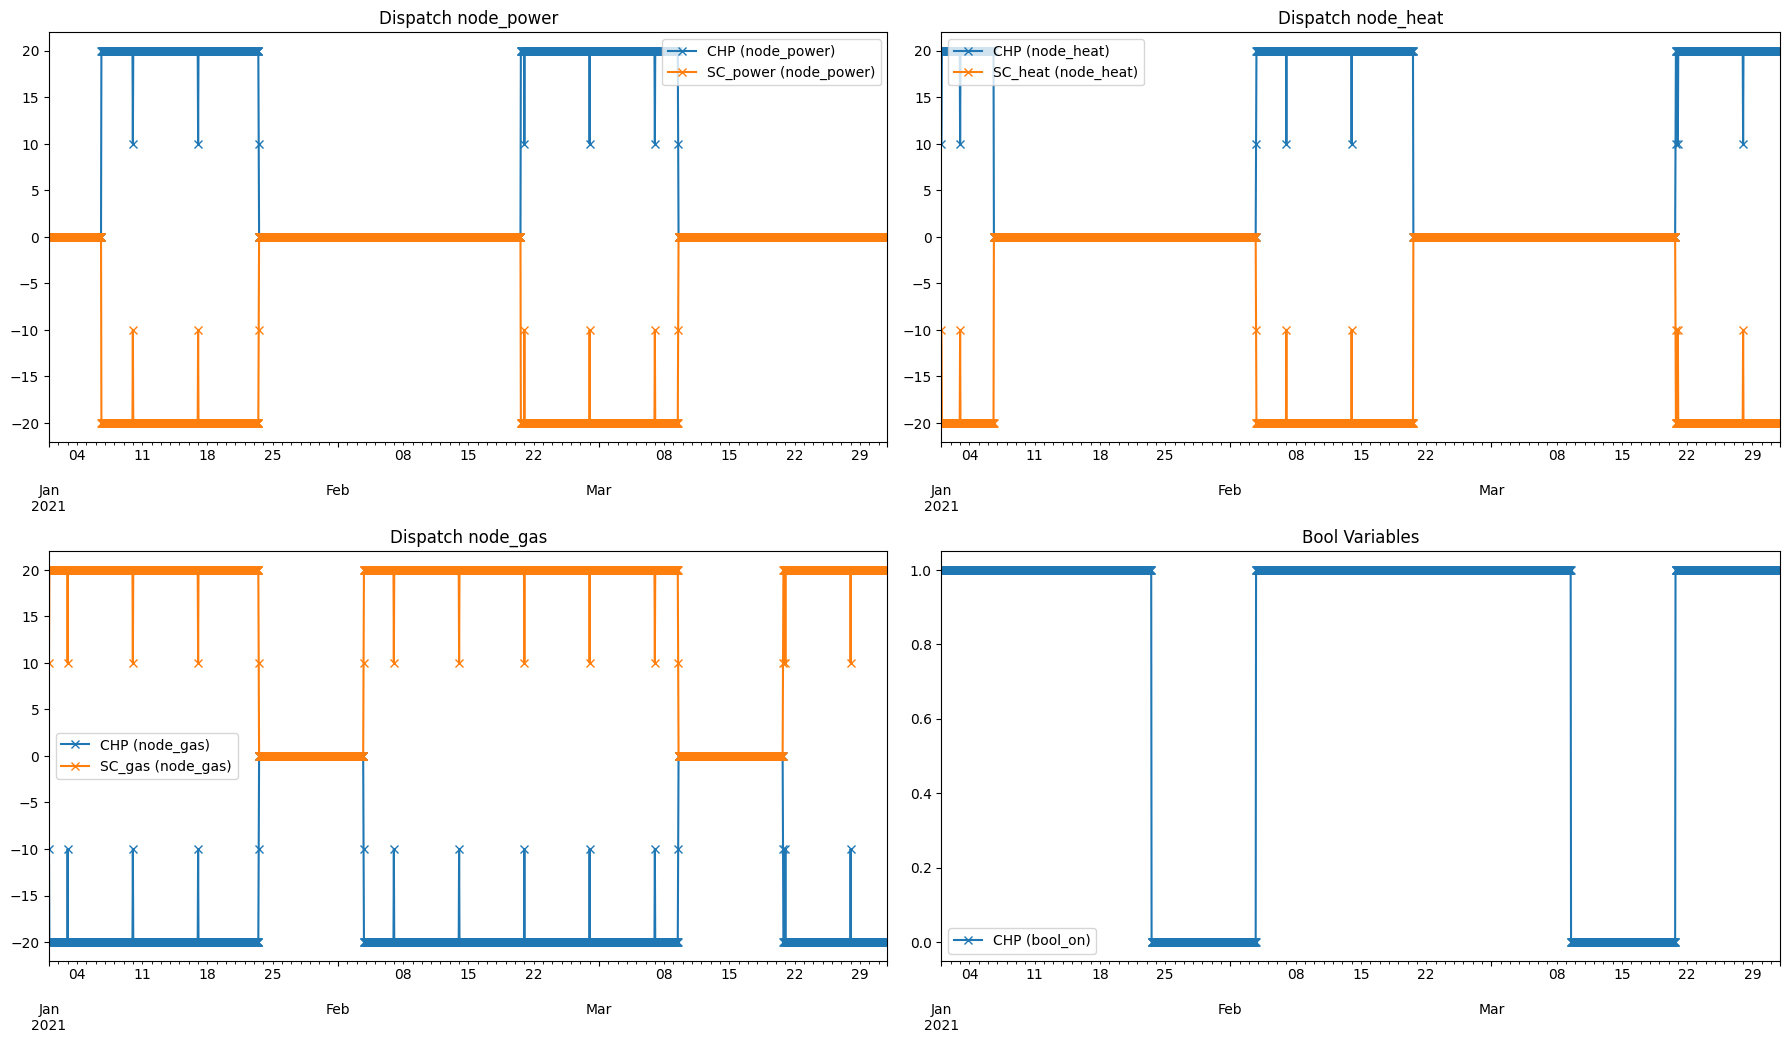 Dispatch node_power
20
15
10
5
0
−5
−10
−15
−20
CHP (node_power)
SC_power (node_power)
04 11 18 25 08 15 22 08 15 22 29
Jan Feb Mar
2021
Dispatch node_heat
20
15
10
5
0
−5
−10
−15
−20
CHP (node_heat)
SC_heat (node_heat)
04 11 18 25 08 15 22 08 15 22 29
Jan Feb Mar
2021
Dispatch node_gas
20
15
10
5
0
−5
−10
−15
−20
CHP (node_gas)
SC_gas (node_gas)
04 11 18 25 08 15 22 08 15 22 29
Jan Feb Mar
2021
Bool Variables
1.0
0.8
0.6
0.4
0.2
0.0
CHP (bool_on)
04 11 18 25 08 15 22 08 15 22 29
Jan Feb Mar
2021